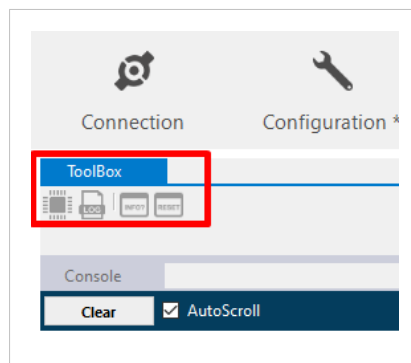 Connection
Configuration *
ToolBox
LOG
INFO?
RESET
Console
Clear
AutoScroll